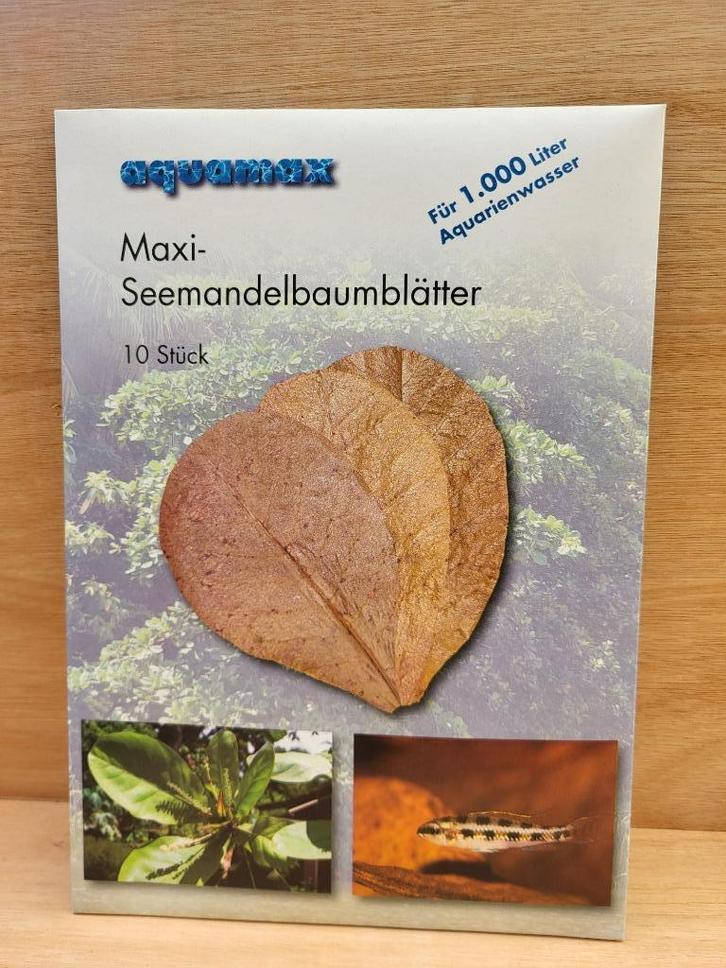 aquamax
Für 1.000 Liter
Aquarienwasser
Maxi-
Seemandelbaumblätter
10 Stück